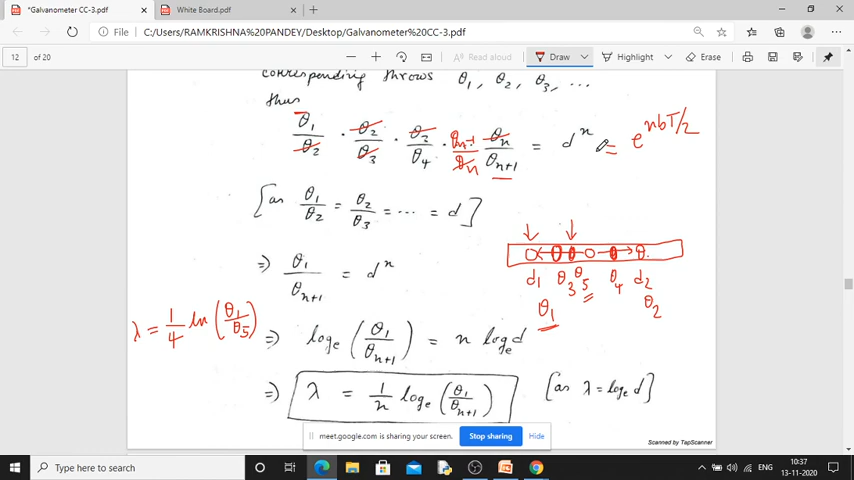 *Galvanometer CC-3.pdf
White Board.pdf
C:/Users/RAMKRISHNA%20PANDEY/Desktop/Galvanometer%20CC-3.pdf
12 of 20
Read aloud
Draw
Highlight
Erase
corresponding throws θ1, θ2, θ3, ...
thus
θ1/θ2 · θ2/θ3 · θ2/θ4 · θn-1/θn θn/θn+1 = d^n = e^nbT/2
[as θ1/θ2 = θ2/θ3 = ... = d]
d1 θ3 θ5 θ4 d2
θ1 θ2
=> θ1/θn+1 = d^n
λ = 1/4 ln (θ1/θ5)
=> loge (θ1/θn+1) = n loge d
=> λ = 1/n loge (θ1/θn+1) [as λ = loge d]
meet.google.com is sharing your screen.
Stop sharing
Hide
Scanned by TapScanner
Type here to search
ENG
10:37
13-11-2020